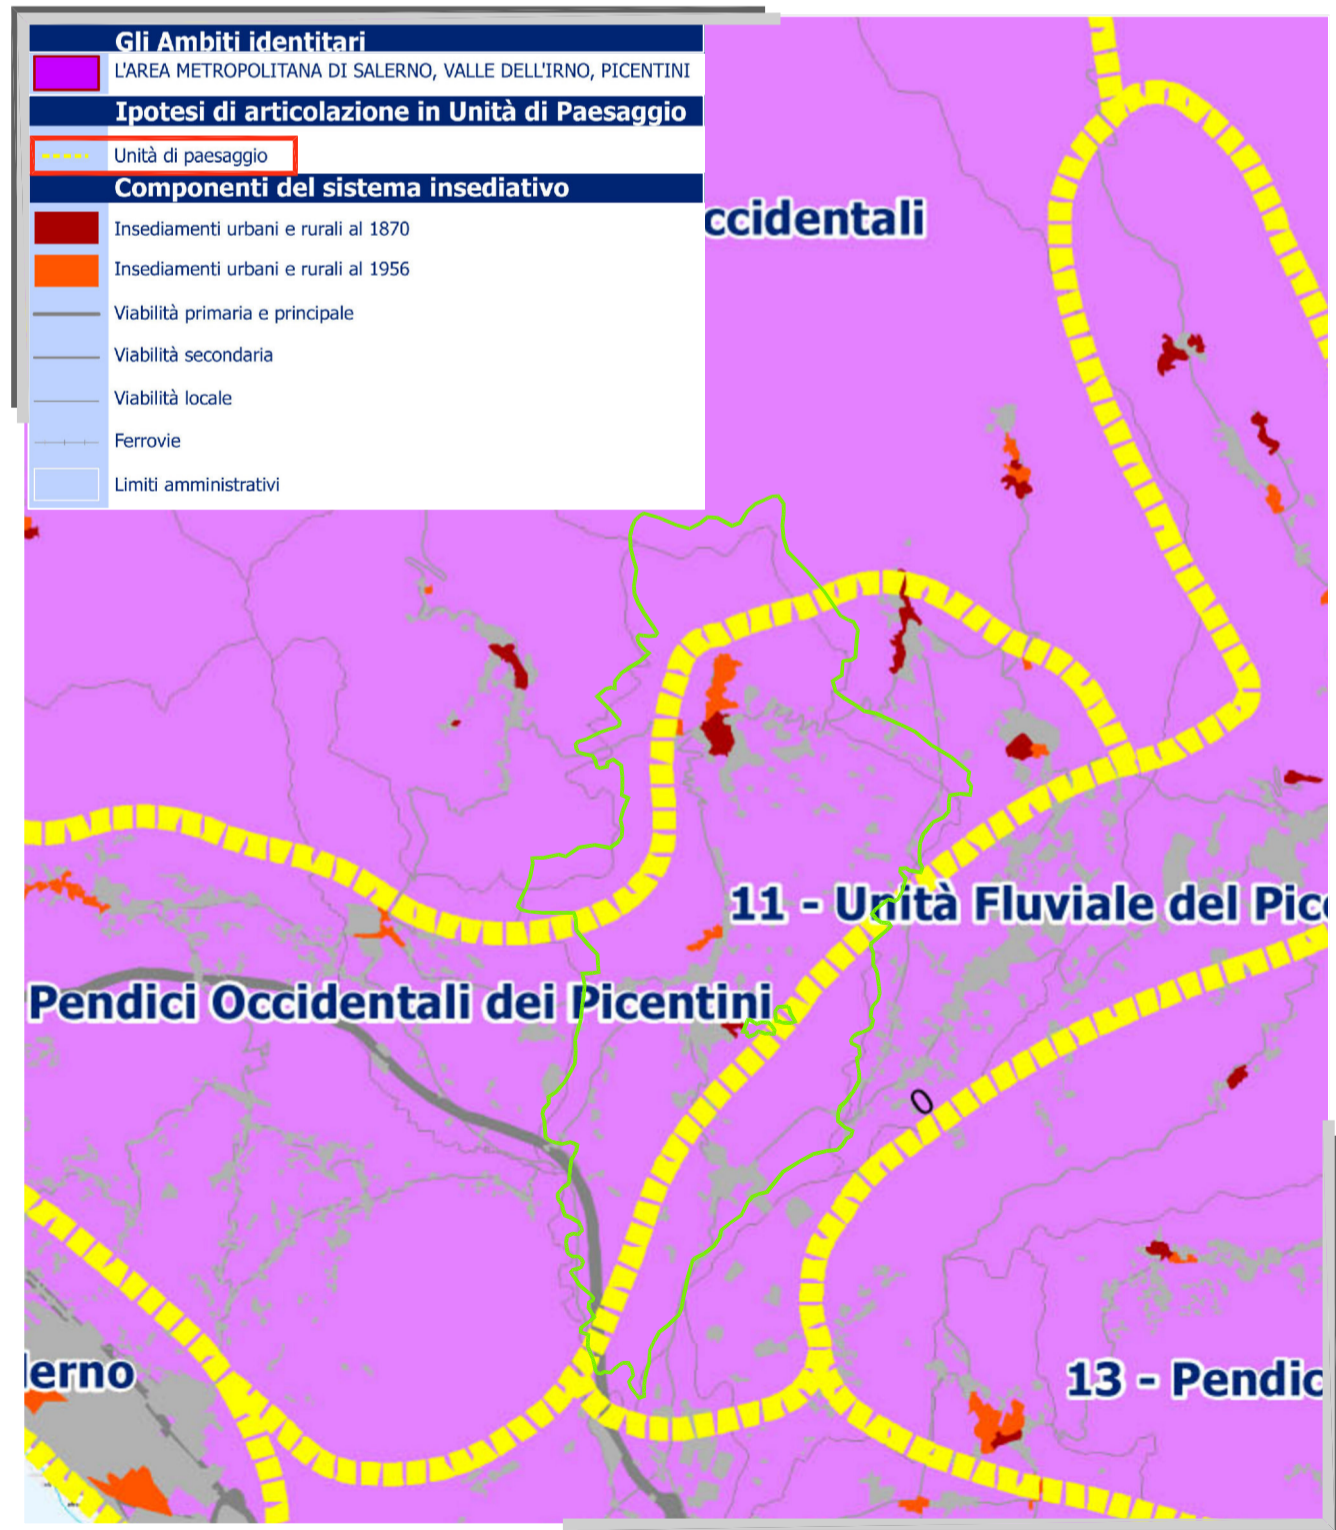 Gli Ambiti identitari
L'AREA METROPOLITANA DI SALERNO, VALLE DELL'IRNO, PICENTINI
Ipotesi di articolazione in Unità di Paesaggio
Unità di paesaggio
Componenti del sistema insediativo
Insediamenti urbani e rurali al 1870
Insediamenti urbani e rurali al 1956
Viabilità primaria e principale
Viabilità secondaria
Viabilità locale
Ferrovie
Limiti amministrativi
ccidentali
11 - Unità Fluviale del Pic
Pendici Occidentali dei Picentini
0
lerno
13 - Pendic